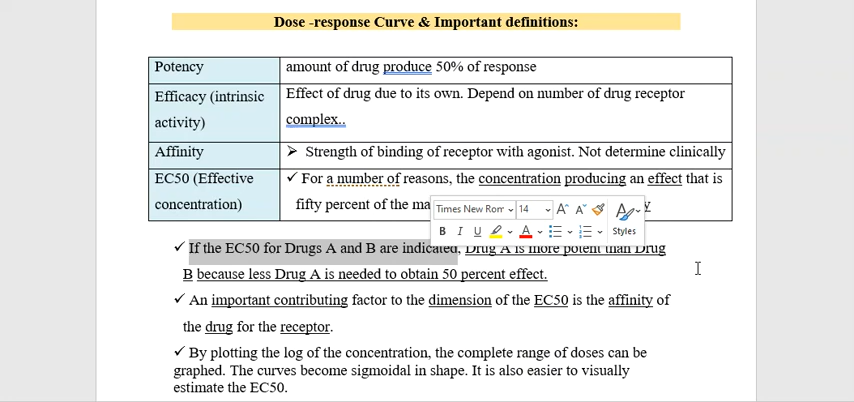 Dose -response Curve & Important definitions:
Potency amount of drug produce 50% of response
Efficacy (intrinsic activity) Effect of drug due to its own. Depend on number of drug receptor
complex..
Affinity ➢ Strength of binding of receptor with agonist. Not determine clinically
EC50 (Effective concentration) ✓ For a number of reasons, the concentration producing an effect that is
fifty percent of the
Times New Ror 14 A A
B I U A Styles
✓ If the EC50 for Drugs A and B are indicated, Drug A is more potent than Drug
B because less Drug A is needed to obtain 50 percent effect.
✓ An important contributing factor to the dimension of the EC50 is the affinity of
the drug for the receptor.
✓ By plotting the log of the concentration, the complete range of doses can be
graphed. The curves become sigmoidal in shape. It is also easier to visually
estimate the EC50.